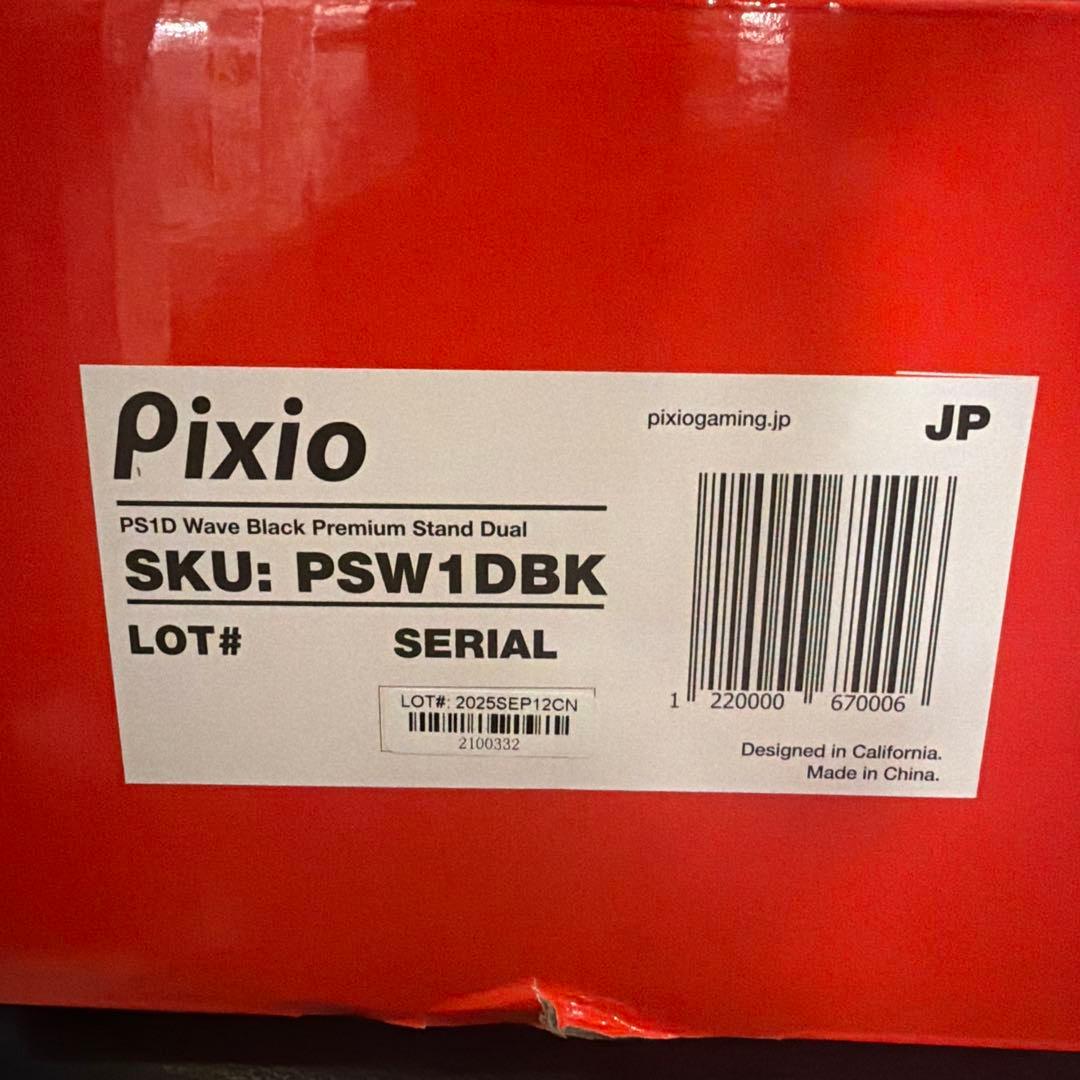 Pixio
PS1D Wave Black Premium Stand Dual
SKU: PSW1DBK
LOT#
SERIAL
LOT#: 2025SEP12CN
2100332
pixiogaming.jp
JP
1 220000 670006
Designed in California.
Made in China.